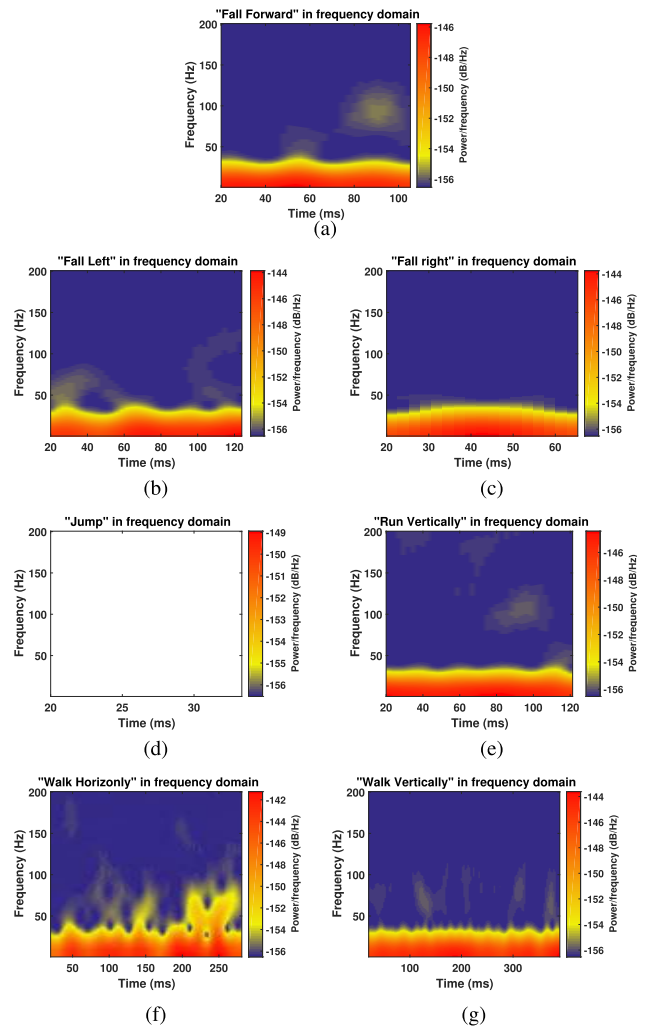 "Fall Forward" in frequency domain
200
150
100
50
Frequency (Hz)
20 40 60 80 100
Time (ms)
-146
-148
-150
-152
-154
-156
Power/frequency (dB/Hz)
(a)
"Fall Left" in frequency domain
200
150
100
50
Frequency (Hz)
20 40 60 80 100 120
Time (ms)
-144
-146
-148
-150
-152
-154
-156
Power/frequency (dB/Hz)
(b)
"Fall right" in frequency domain
200
150
100
50
Frequency (Hz)
20 30 40 50 60
Time (ms)
-144
-146
-148
-150
-152
-154
-156
Power/frequency (dB/Hz)
(c)
"Jump" in frequency domain
200
150
100
50
Frequency (Hz)
20 25 30
Time (ms)
-149
-150
-151
-152
-153
-154
-155
-156
Power/frequency (dB/Hz)
(d)
"Run Vertically" in frequency domain
200
150
100
50
Frequency (Hz)
20 40 60 80 100 120
Time (ms)
-146
-148
-150
-152
-154
-156
Power/frequency (dB/Hz)
(e)
"Walk Horizonly" in frequency domain
200
150
100
50
Frequency (Hz)
50 100 150 200 250
Time (ms)
-142
-144
-146
-148
-150
-152
-154
-156
Power/frequency (dB/Hz)
(f)
"Walk Vertically" in frequency domain
200
150
100
50
Frequency (Hz)
100 200 300
Time (ms)
-144
-146
-148
-150
-152
-154
-156
Power/frequency (dB/Hz)
(g)